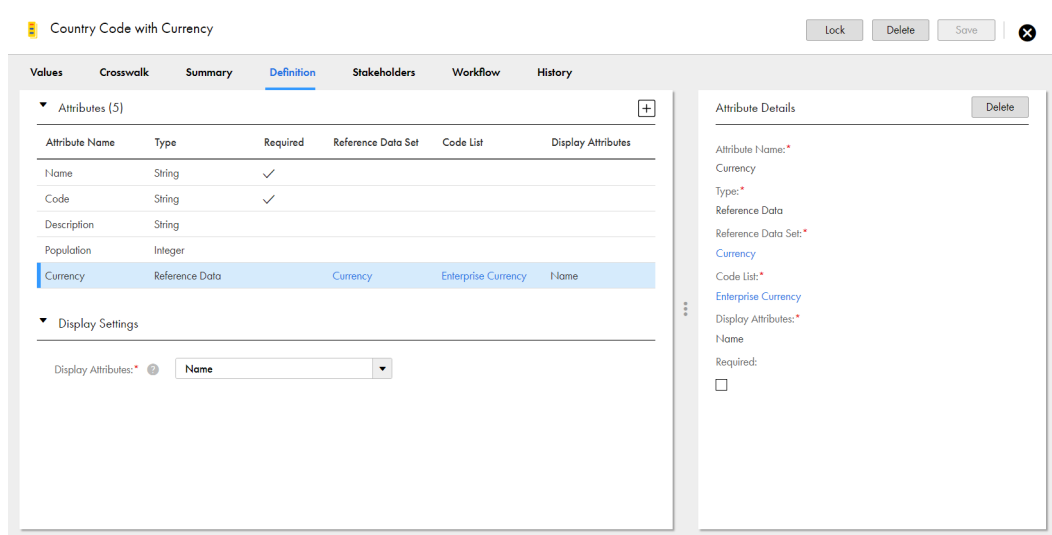 Country Code with Currency
Lock Delete Save
Values Crosswalk Summary Definition Stakeholders Workflow History
Attributes (5)
Attribute Name Type Required Reference Data Set Code List Display Attributes
Name String
Code String
Description String
Population Integer
Currency Reference Data Currency Enterprise Currency Name
Display Settings
Display Attributes:* ? Name
Attribute Details Delete
Attribute Name:*
Currency
Type:*
Reference Data
Reference Data Set:*
Currency
Code List:*
Enterprise Currency
Display Attributes:*
Name
Required: